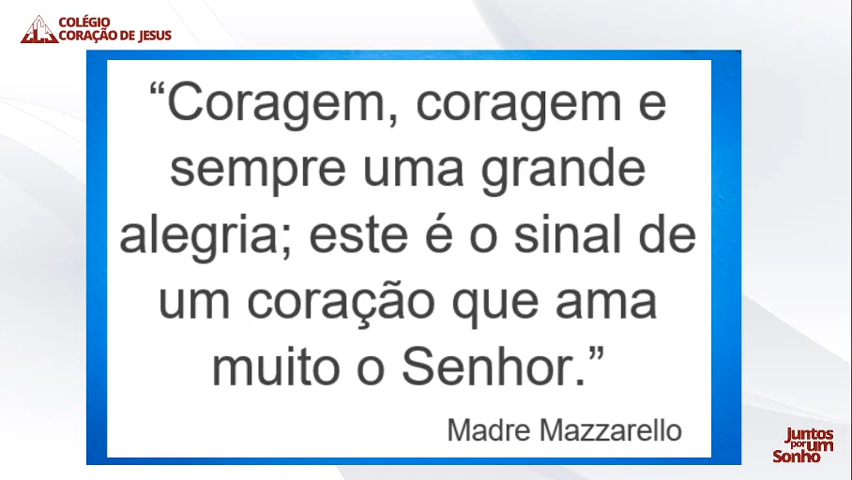 COLÉGIO
CORAÇÃO DE JESUS
“Coragem, coragem e
sempre uma grande
alegria; este é o sinal de
um coração que ama
muito o Senhor.”
Madre Mazzarello
Juntos
por um
Sonho